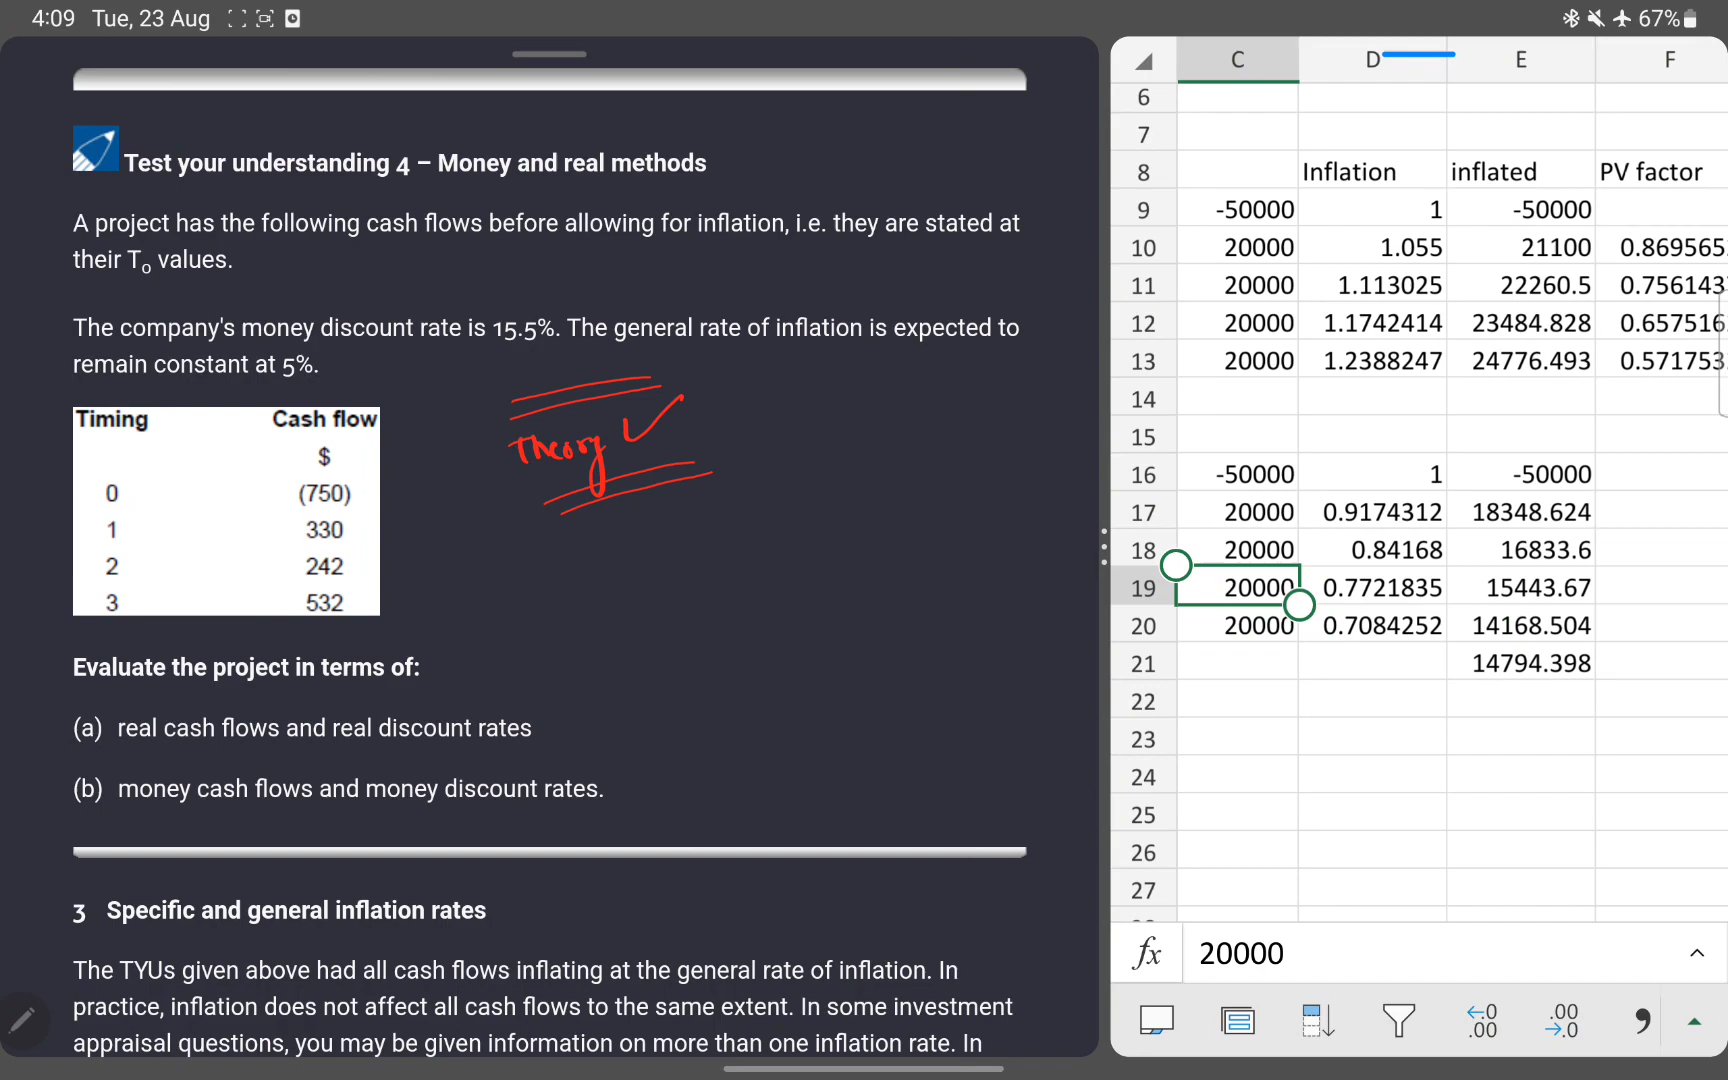 4:09 Tue, 23 Aug
67%
Test your understanding 4 – Money and real methods
A project has the following cash flows before allowing for inflation, i.e. they are stated at
their T0 values.
The company's money discount rate is 15.5%. The general rate of inflation is expected to
remain constant at 5%.
Timing Cash flow
$
0 (750)
1 330
2 242
3 532
Theory
Evaluate the project in terms of:
(a) real cash flows and real discount rates
(b) money cash flows and money discount rates.
3 Specific and general inflation rates
The TYUs given above had all cash flows inflating at the general rate of inflation. In
practice, inflation does not affect all cash flows to the same extent. In some investment
appraisal questions, you may be given information on more than one inflation rate. In
C D E F
6
7
8 Inflation inflated PV factor
9 -50000 1 -50000
10 20000 1.055 21100 0.869565
11 20000 1.113025 22260.5 0.756143
12 20000 1.1742414 23484.828 0.657516
13 20000 1.2388247 24776.493 0.571753
14
15
16 -50000 1 -50000
17 20000 0.9174312 18348.624
18 20000 0.84168 16833.6
19 20000 0.7721835 15443.67
20 20000 0.7084252 14168.504
21 14794.398
22
23
24
25
26
27
fx 20000
←.0 .00
.00 →.0
,